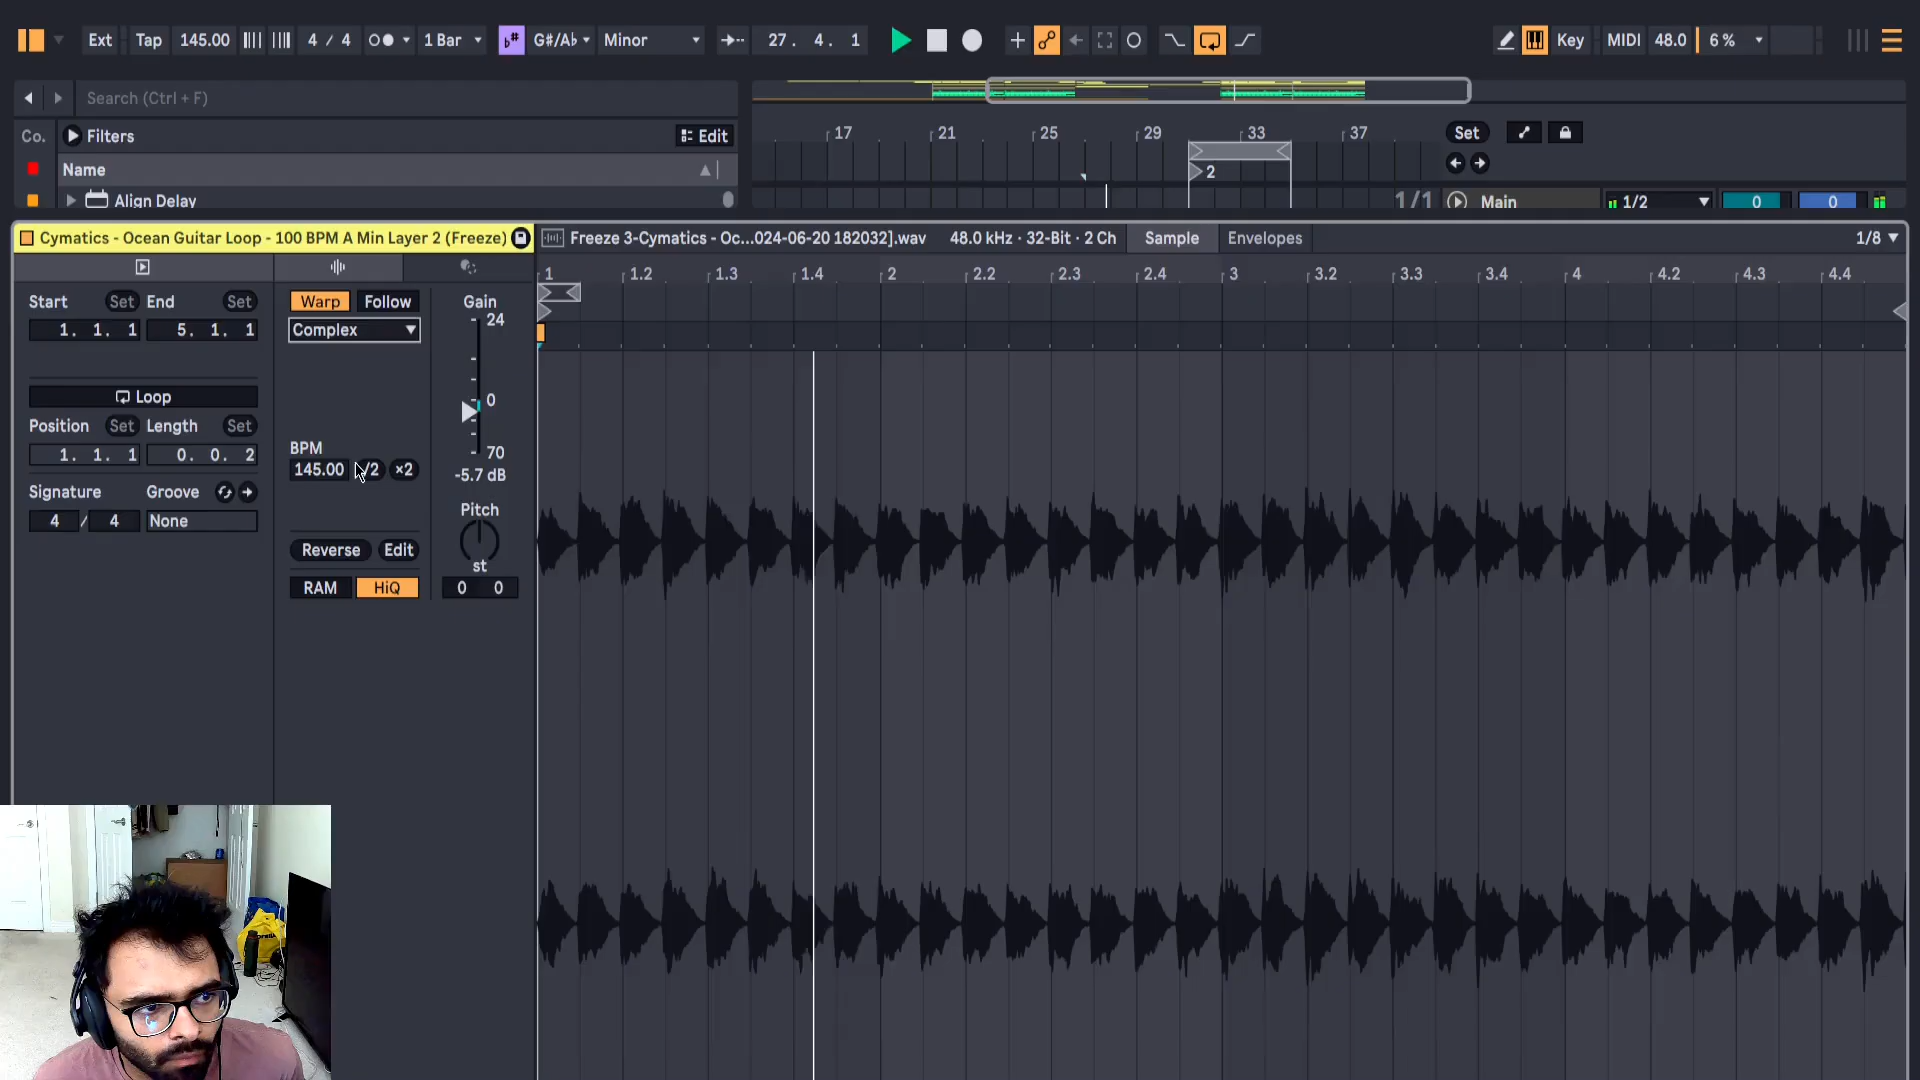 Ext Tap 145.00 4 / 4 1 Bar G#/A♭ Minor 27. 4. 1 Key MIDI 48.0 6 %
Search (Ctrl + F)
17 21 25 29 33 37 Set
Co. Filters Edit
Name
2
Align Delay 1/1 Main 1/2 0 0
Cymatics - Ocean Guitar Loop - 100 BPM A Min Layer 2 (Freeze) Freeze 3-Cymatics - Oc...024-06-20 182032].wav 48.0 kHz · 32-Bit · 2 Ch Sample Envelopes 1/8
1 1.2 1.3 1.4 2 2.2 2.3 2.4 3 3.2 3.3 3.4 4 4.2 4.3 4.4
Start Set End Set Warp Follow Gain
1. 1. 1 5. 1. 1 Complex 24
Loop 0
Position Set Length Set
1. 1. 1 0. 0. 2 BPM 70
145.00 /2 ×2 -5.7 dB
Signature Groove
4 / 4 None Pitch
Reverse Edit st
RAM HiQ 0 0